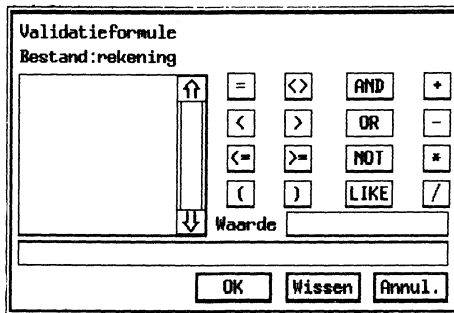 Validatieformule
Bestand:rekening
= <> AND +
< > OR -
<= >= NOT *
( ) LIKE /
Waarde
OK Wissen Annul.